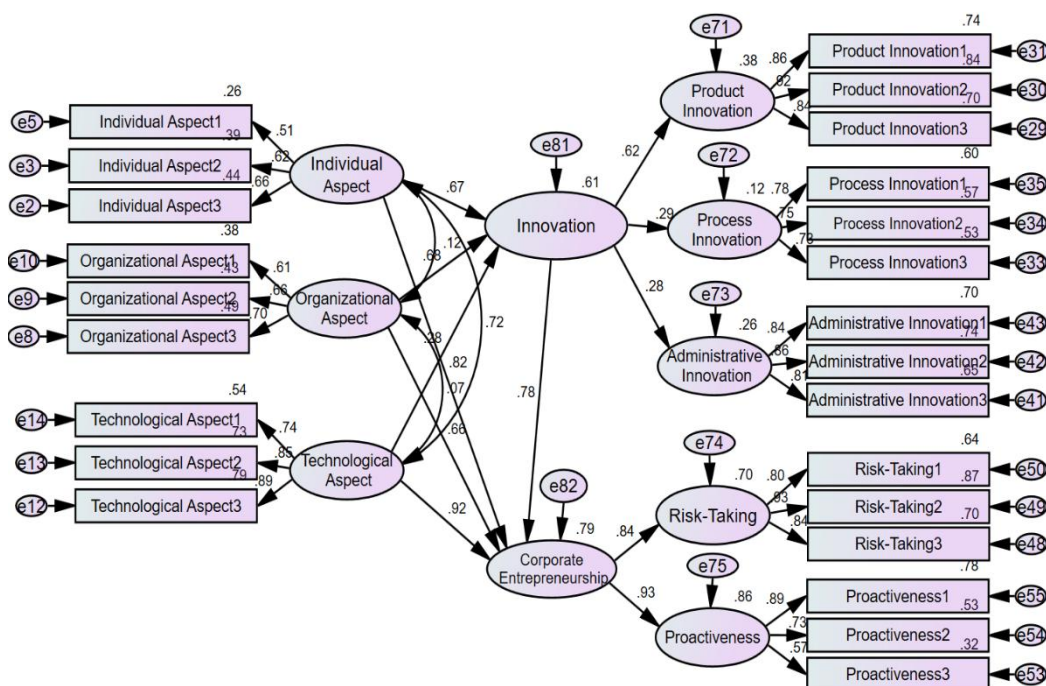 .26
e5
Individual Aspect1
.39
.51
e3
Individual Aspect2
.44
.62
e2
Individual Aspect3
.66
Individual
Aspect
.38
e10
Organizational Aspect1
.43
.61
e9
Organizational Aspect2
.49
.66
e8
Organizational Aspect3
.70
Organizational
Aspect
.54
e14
Technological Aspect1
.73
.74
e13
Technological Aspect2
.79
.85
e12
Technological Aspect3
.89
Technological
Aspect
.67
.12
.68
.72
.28
.82
.07
.66
.92
.78
e81
.61
Innovation
e82
.79
Corporate
Entrepreneurship
.62
.29
.28
.84
.93
e71
.38
Product
Innovation
.74
.86
Product Innovation1
e31
.84
.92
Product Innovation2
e30
.70
.84
Product Innovation3
e29
e72
.12
Process
Innovation
.60
.78
Process Innovation1
e35
.57
.75
Process Innovation2
e34
.53
.73
Process Innovation3
e33
e73
.26
Administrative
Innovation
.70
.84
Administrative Innovation1
e43
.74
.86
Administrative Innovation2
e42
.65
.81
Administrative Innovation3
e41
e74
.70
Risk-Taking
.64
.80
Risk-Taking1
e50
.87
.93
Risk-Taking2
e49
.70
.84
Risk-Taking3
e48
e75
.86
Proactiveness
.78
.89
Proactiveness1
e55
.53
.73
Proactiveness2
e54
.32
.57
Proactiveness3
e53